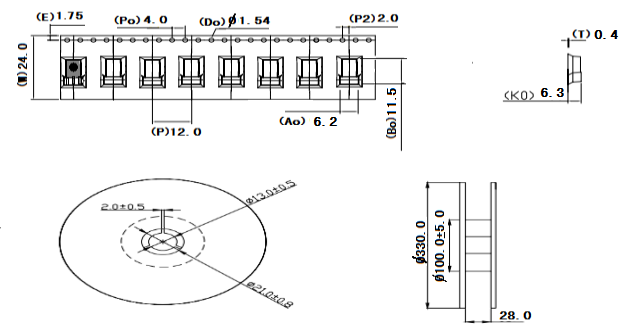 (E)1.75
(Po)4.0
(Do)Ø1.54
(P2)2.0
(T)0.4
(W)24.0
(P)12.0
(Ao) 6.2
(Bo)11.5
(KO) 6.3
2.0±0.5
Ø13.0±0.5
Ø21.0±0.8
Ø330.0
Ø100.0±5.0
28.0